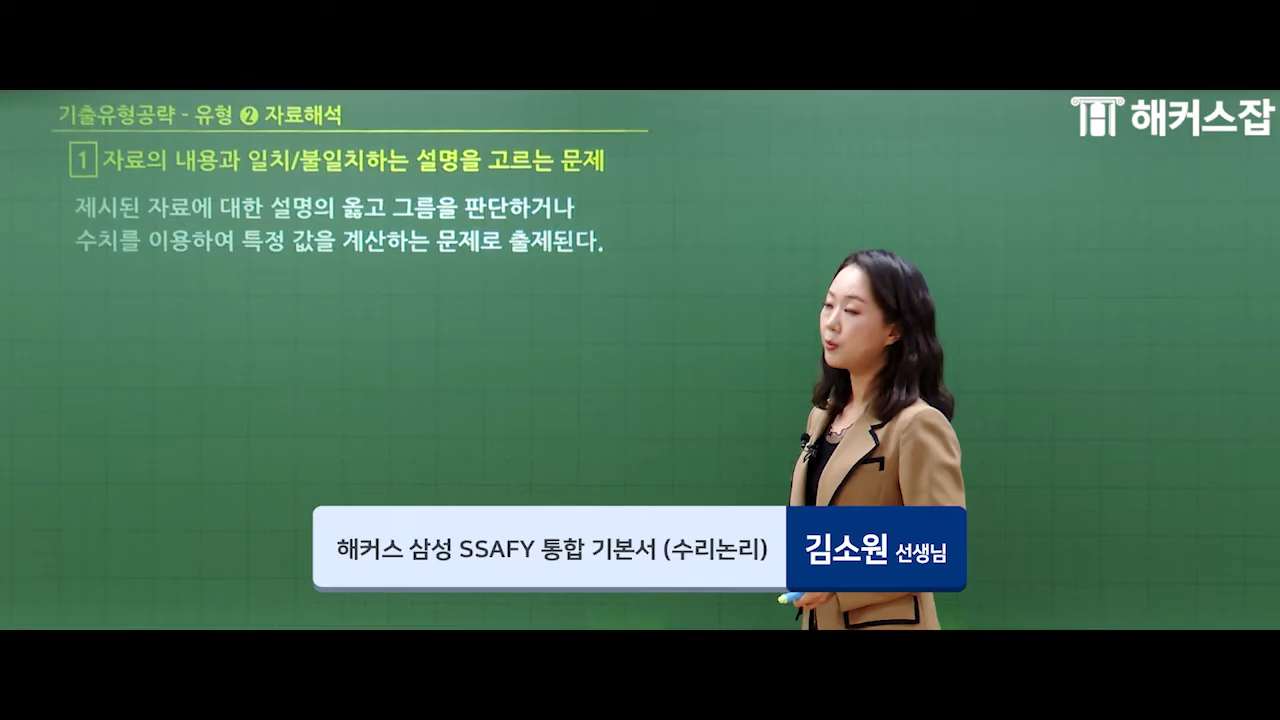 기출유형공략 - 유형 ❷ 자료해석
해커스잡
1 자료의 내용과 일치/불일치하는 설명을 고르는 문제
제시된 자료에 대한 설명의 옳고 그름을 판단하거나
수치를 이용하여 특정 값을 계산하는 문제로 출제된다.
해커스 삼성 SSAFY 통합 기본서 (수리논리) 김소원 선생님